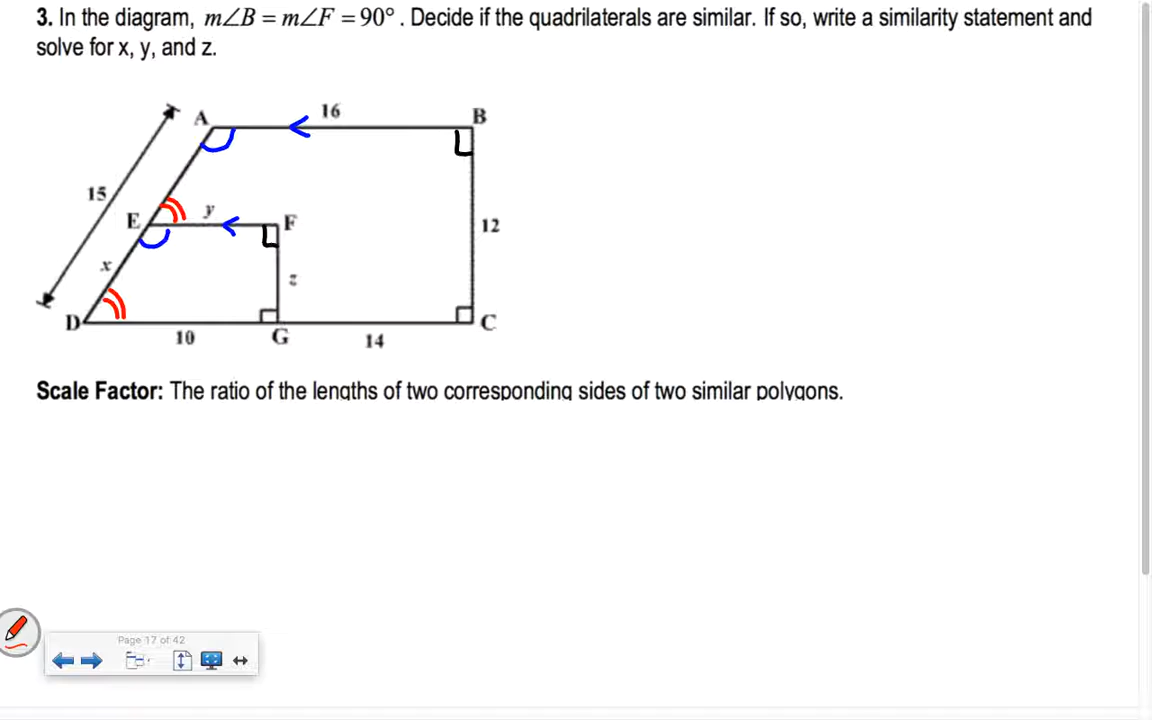 3. In the diagram, m∠B = m∠F = 90° . Decide if the quadrilaterals are similar. If so, write a similarity statement and
solve for x, y, and z.
A 16 B
15
E y F 12
x z
D 10 G 14 C
Scale Factor: The ratio of the lengths of two corresponding sides of two similar polygons.
Page 17 of 42